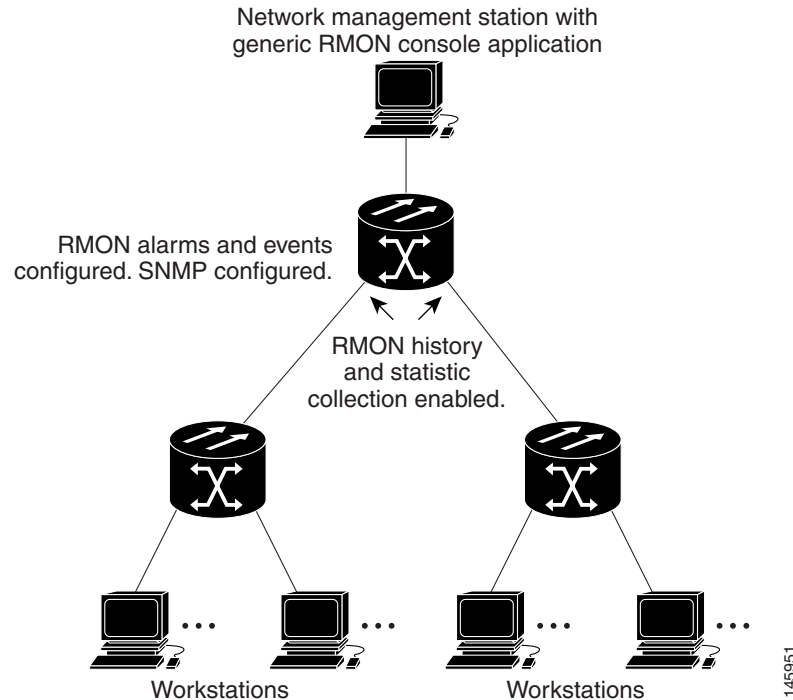 Network management station with
generic RMON console application
RMON alarms and events
configured. SNMP configured.
RMON history
and statistic
collection enabled.
Workstations
Workstations
145951